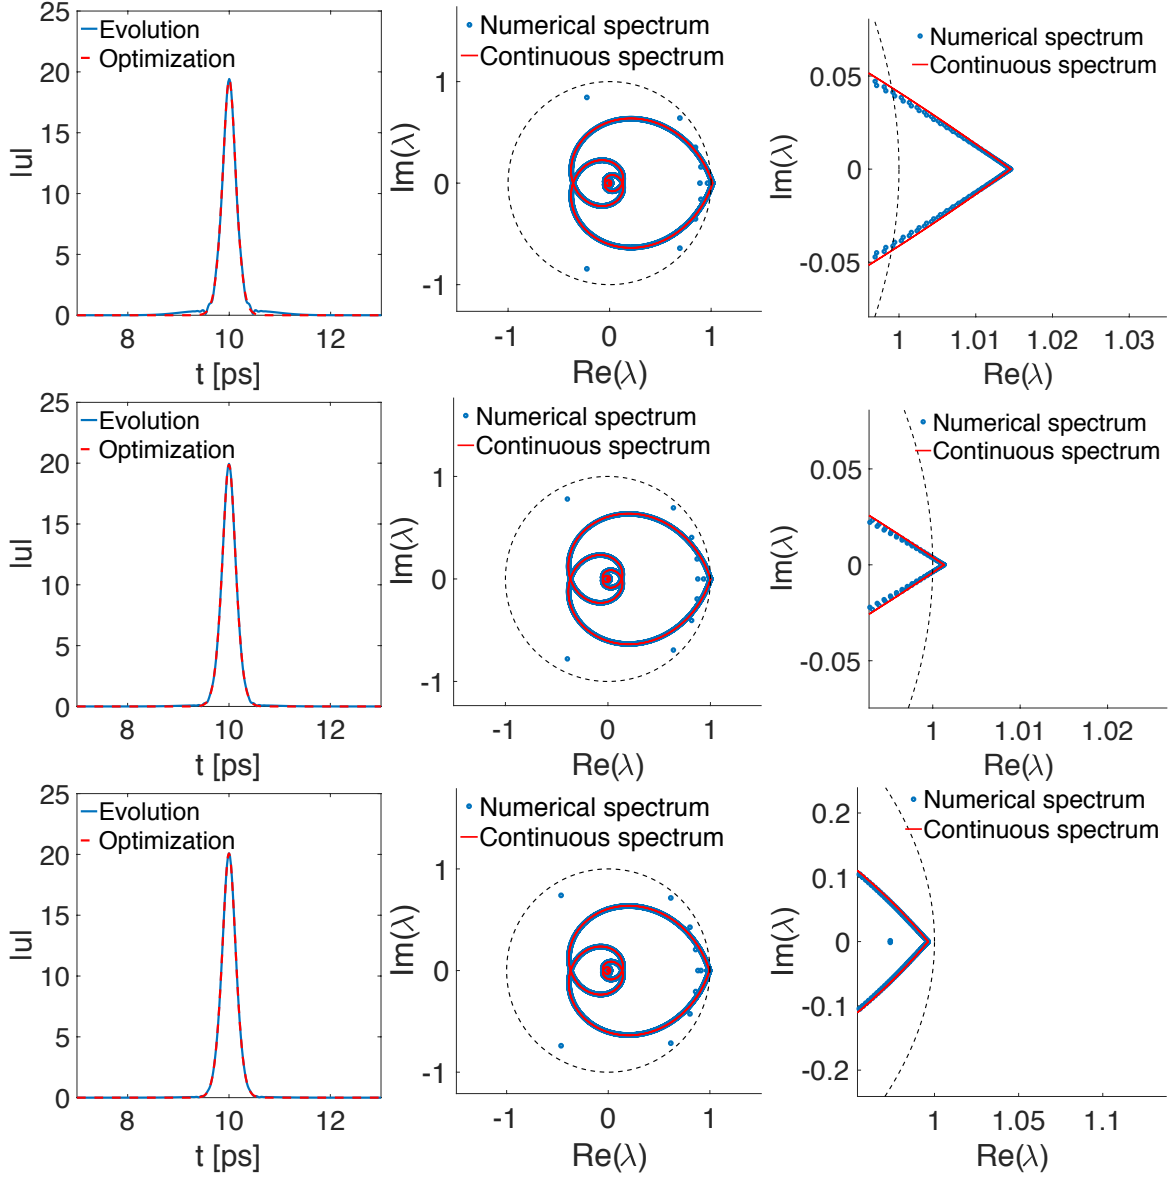 25
20
15
10
5
0
|u|
Evolution
Optimization
8
10
12
t [ps]
Numerical spectrum
Continuous spectrum
1
0
-1
Im(λ)
-1
0
1
Re(λ)
Numerical spectrum
Continuous spectrum
0.05
0
-0.05
Im(λ)
1
1.01
1.02
1.03
Re(λ)
25
20
15
10
5
0
|u|
Evolution
Optimization
8
10
12
t [ps]
Numerical spectrum
Continuous spectrum
1
0
-1
Im(λ)
-1
0
1
Re(λ)
Numerical spectrum
Continuous spectrum
0.05
0
-0.05
Im(λ)
1
1.01
1.02
Re(λ)
25
20
15
10
5
0
|u|
Evolution
Optimization
8
10
12
t [ps]
Numerical spectrum
Continuous spectrum
1
0
-1
Im(λ)
-1
0
1
Re(λ)
Numerical spectrum
Continuous spectrum
0.2
0.1
0
-0.1
-0.2
Im(λ)
1
1.05
1.1
Re(λ)